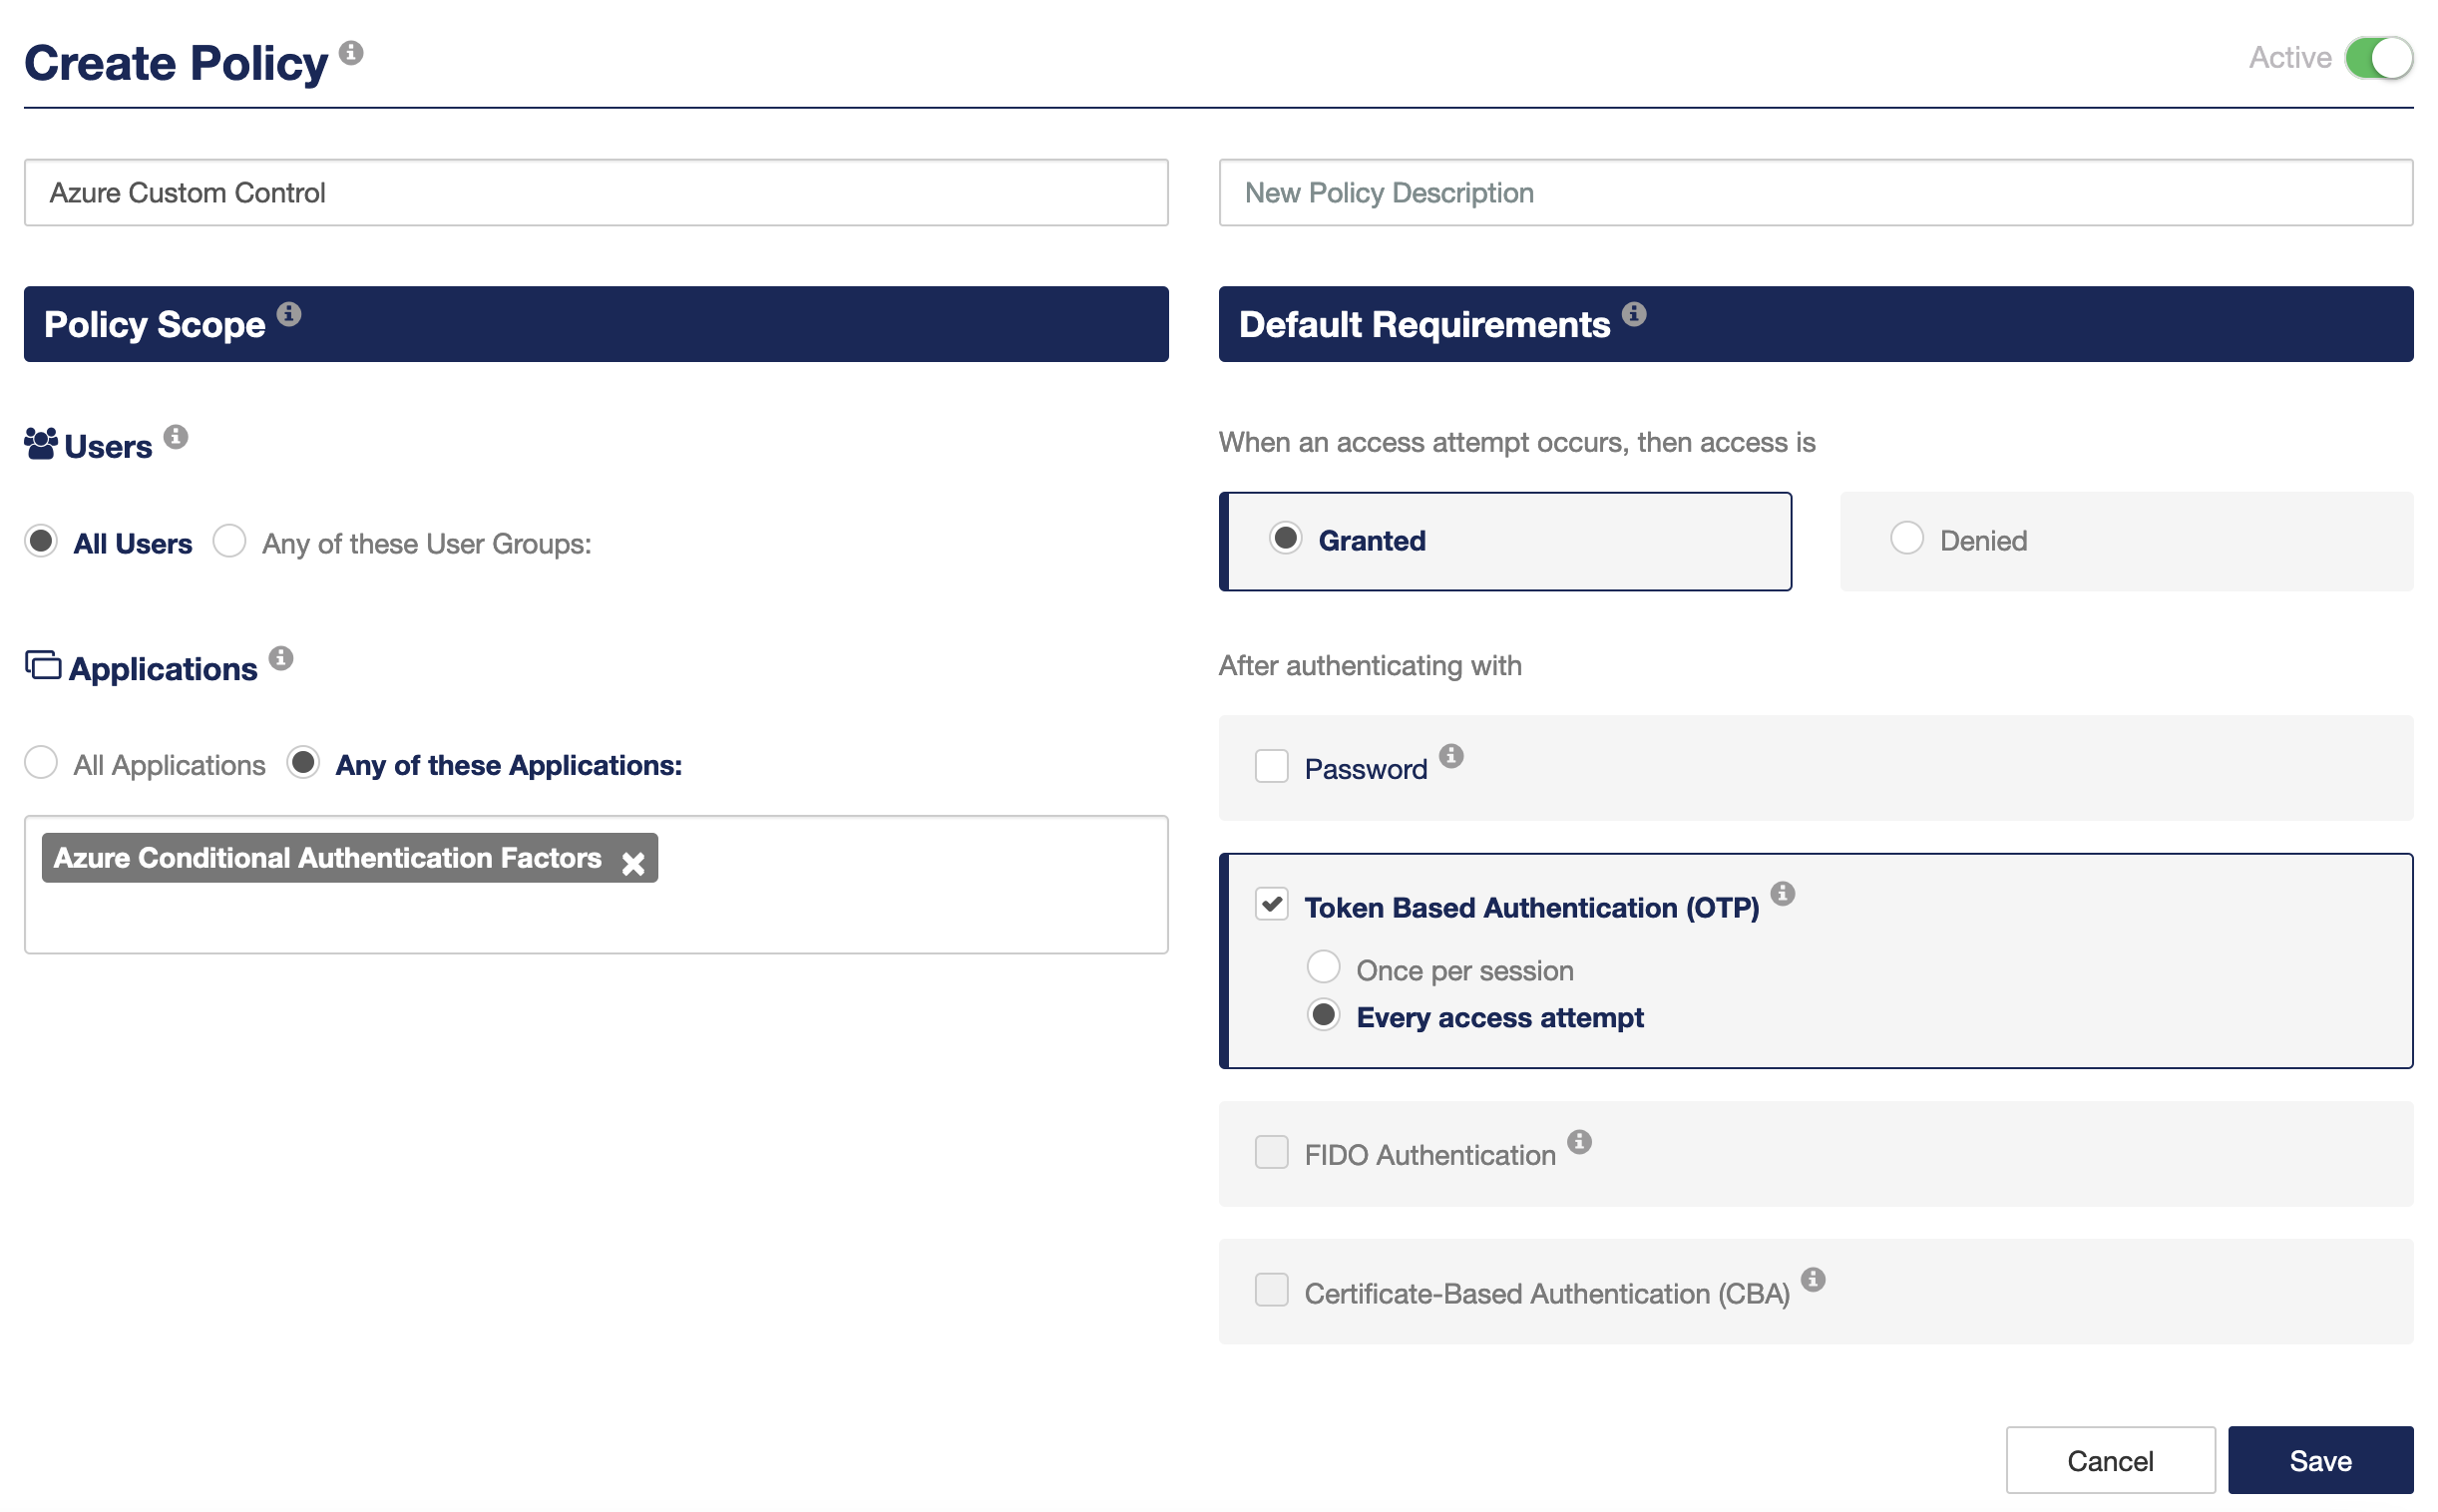 Create Policy
Active
Azure Custom Control
New Policy Description
Policy Scope
Default Requirements
Users
When an access attempt occurs, then access is
All Users
Any of these User Groups:
Granted
Denied
Applications
After authenticating with
All Applications
Any of these Applications:
Password
Azure Conditional Authentication Factors
Token Based Authentication (OTP)
Once per session
Every access attempt
FIDO Authentication
Certificate-Based Authentication (CBA)
Cancel
Save